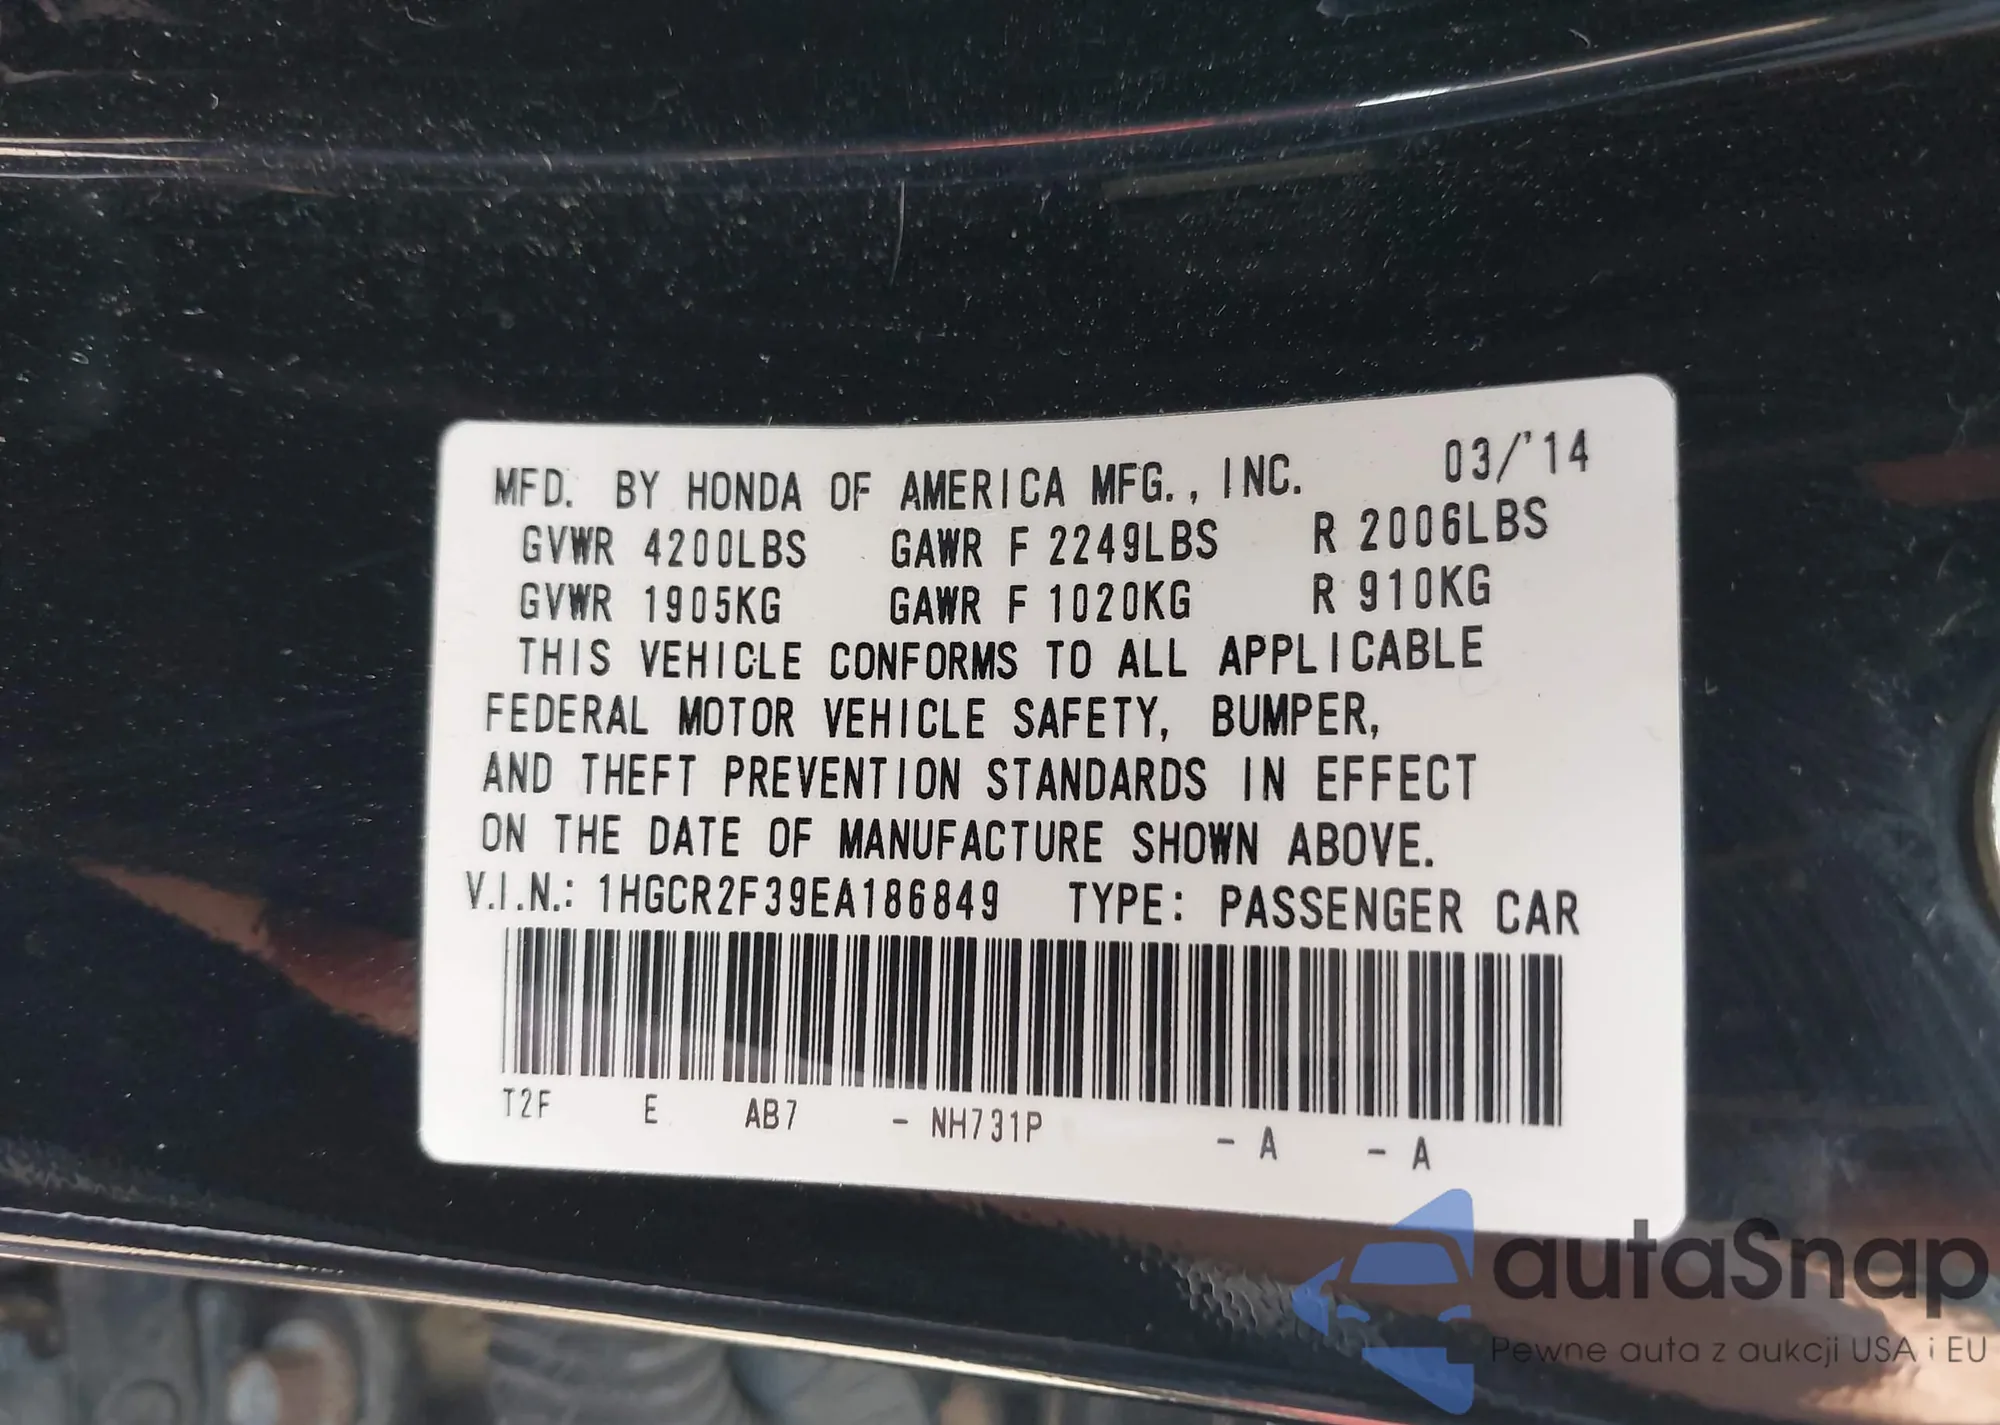 MFD. BY HONDA OF AMERICA MFG., INC. 03/'14
GVWR 4200LBS GAWR F 2249LBS R 2006LBS
GVWR 1905KG GAWR F 1020KG R 910KG
THIS VEHICLE CONFORMS TO ALL APPLICABLE
FEDERAL MOTOR VEHICLE SAFETY, BUMPER,
AND THEFT PREVENTION STANDARDS IN EFFECT
ON THE DATE OF MANUFACTURE SHOWN ABOVE.
V.I.N.: 1HGCR2F39EA186849 TYPE: PASSENGER CAR
T2F E AB7 - NH731P - A - A
autaSnap
Pewne auta z aukcji USA i EU